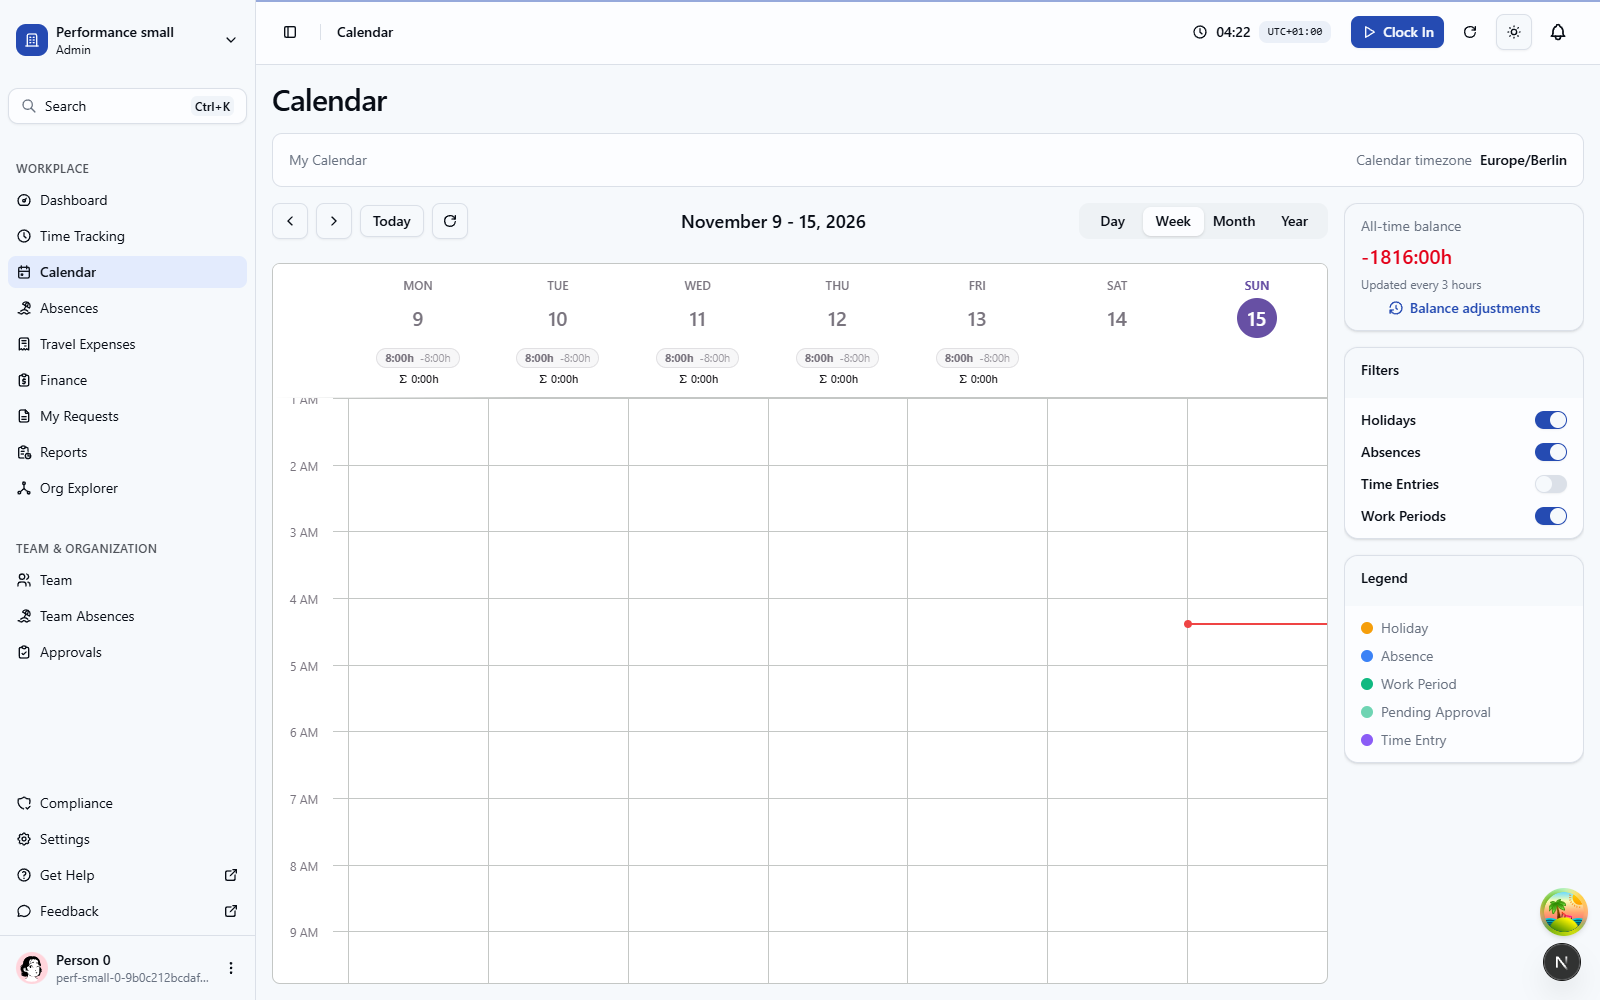 Performance small
Admin
Search
Ctrl+K
WORKPLACE
Dashboard
Time Tracking
Calendar
Absences
Travel Expenses
Finance
My Requests
Reports
Org Explorer
TEAM & ORGANIZATION
Team
Team Absences
Approvals
Compliance
Settings
Get Help
Feedback
Person 0
perf-small-0-9b0c212bcdaf...
Calendar
04:22
UTC+01:00
Clock In
Calendar
My Calendar
Calendar timezone Europe/Berlin
Today
November 9 - 15, 2026
Day Week Month Year
MON TUE WED THU FRI SAT SUN
9 10 11 12 13 14 15
8:00h -8:00h 8:00h -8:00h 8:00h -8:00h 8:00h -8:00h 8:00h -8:00h
Σ 0:00h Σ 0:00h Σ 0:00h Σ 0:00h Σ 0:00h
1 AM
2 AM
3 AM
4 AM
5 AM
6 AM
7 AM
8 AM
9 AM
All-time balance
-1816:00h
Updated every 3 hours
Balance adjustments
Filters
Holidays
Absences
Time Entries
Work Periods
Legend
Holiday
Absence
Work Period
Pending Approval
Time Entry
N